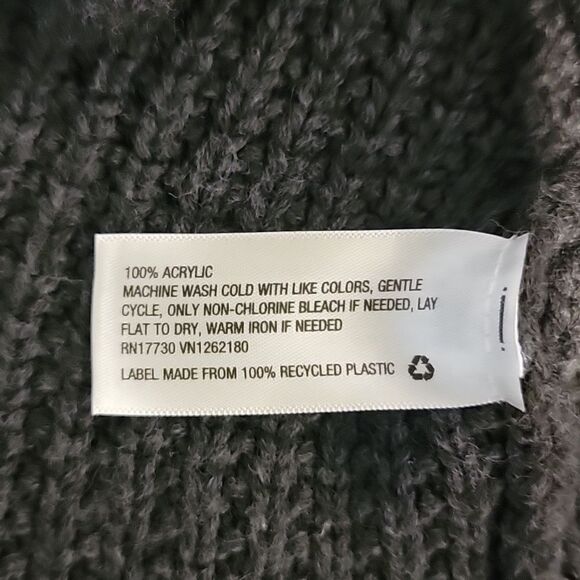 100% ACRYLIC
MACHINE WASH COLD WITH LIKE COLORS, GENTLE
CYCLE, ONLY NON-CHLORINE BLEACH IF NEEDED, LAY
FLAT TO DRY, WARM IRON IF NEEDED
RN17730 VN1262180
LABEL MADE FROM 100% RECYCLED PLASTIC